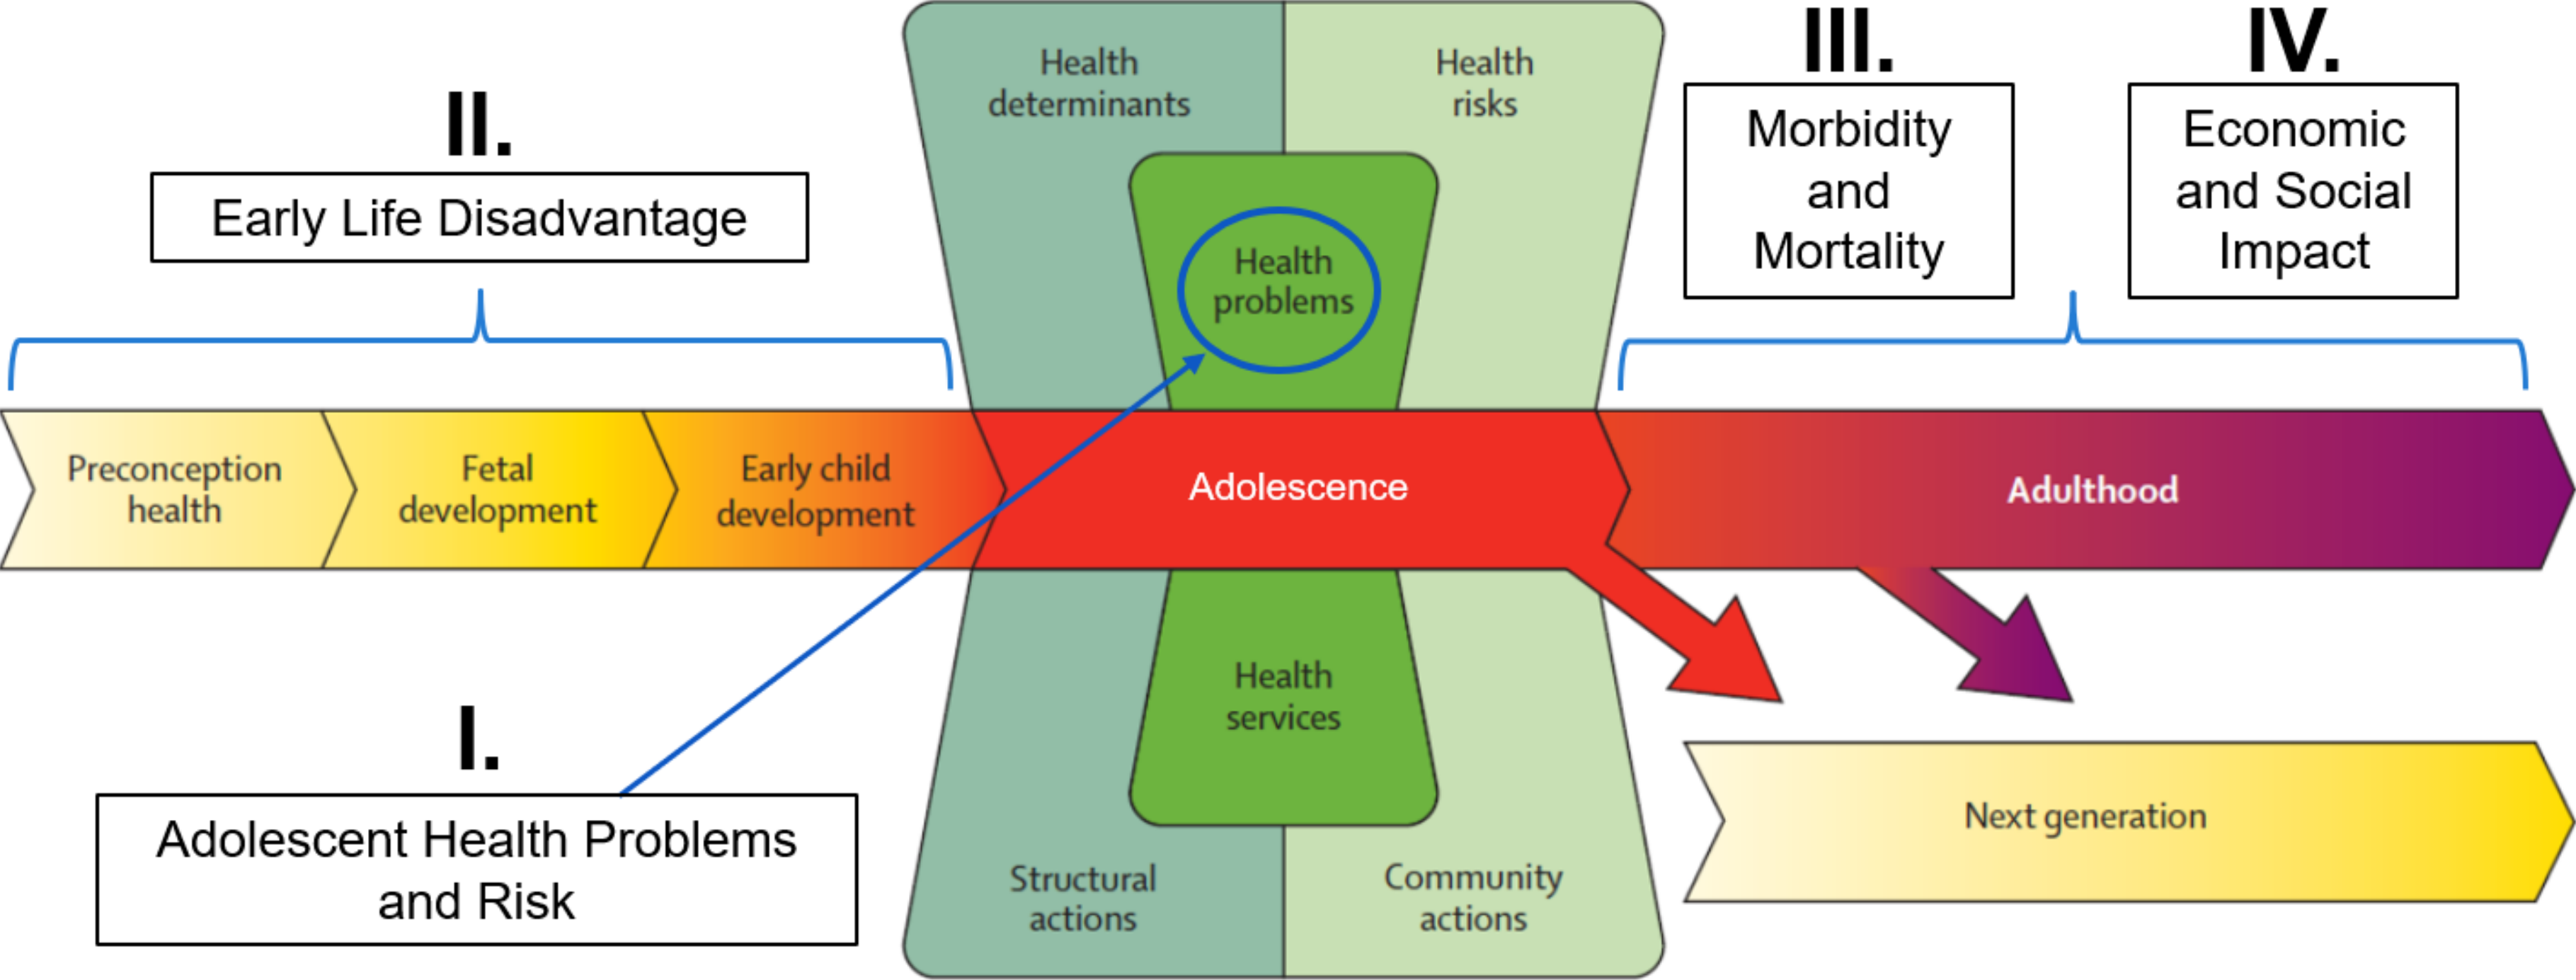 II.
Early Life Disadvantage
Health
determinants
Health
risks
Health
problems
III.
Morbidity
and
Mortality
IV.
Economic
and Social
Impact
Preconception
health
Fetal
development
Early child
development
Adolescence
Adulthood
I.
Adolescent Health Problems
and Risk
Health
services
Structural
actions
Community
actions
Next generation